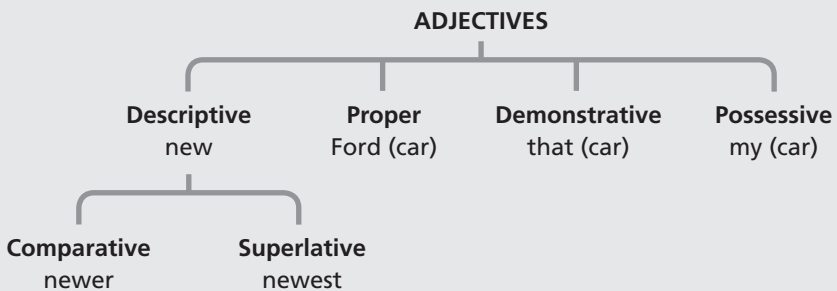 ADJECTIVES
Descriptive Proper Demonstrative Possessive
new Ford (car) that (car) my (car)
Comparative Superlative
newer newest